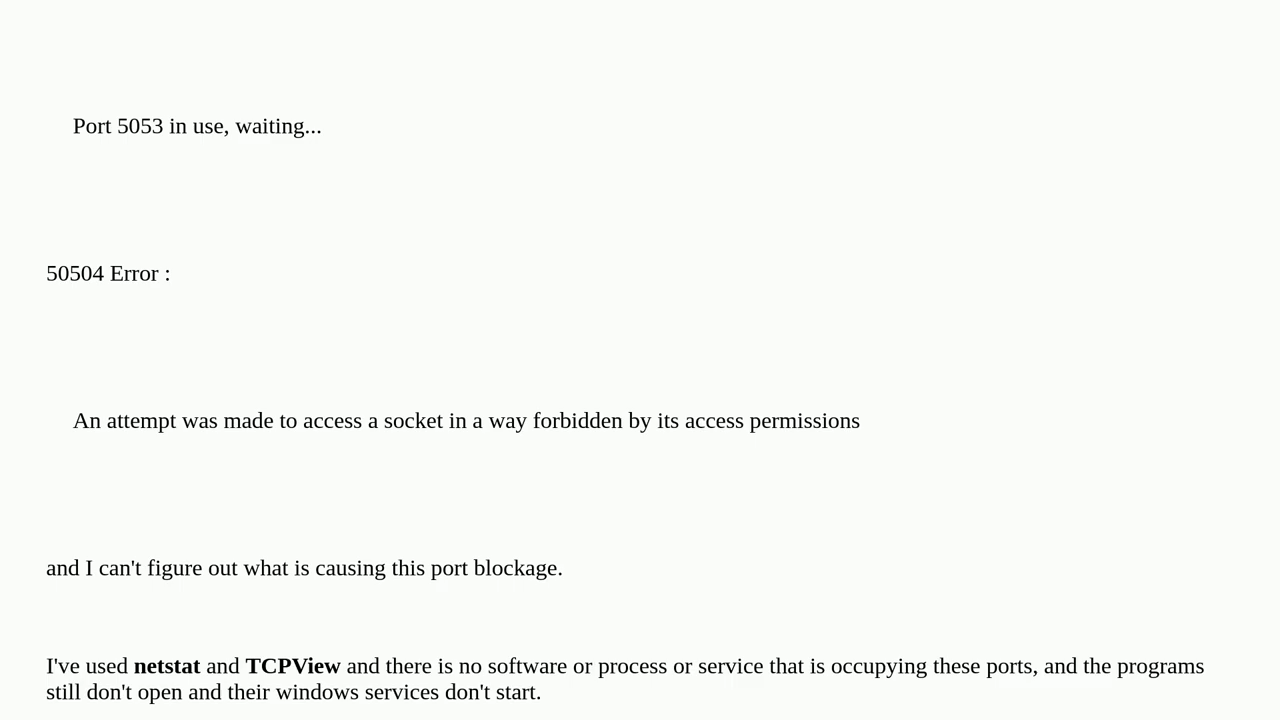 Port 5053 in use, waiting...
50504 Error :
An attempt was made to access a socket in a way forbidden by its access permissions
and I can't figure out what is causing this port blockage.
I've used netstat and TCPView and there is no software or process or service that is occupying these ports, and the programs
still don't open and their windows services don't start.